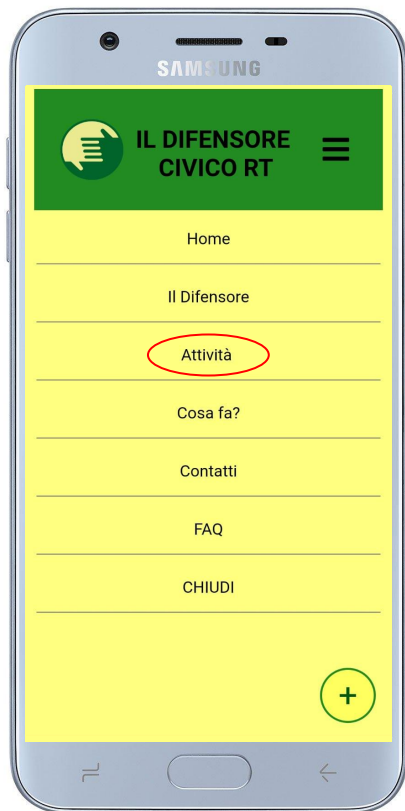 SAMSUNG
IL DIFENSORE
CIVICO RT
Home
Il Difensore
Attività
Cosa fa?
Contatti
FAQ
CHIUDI
+